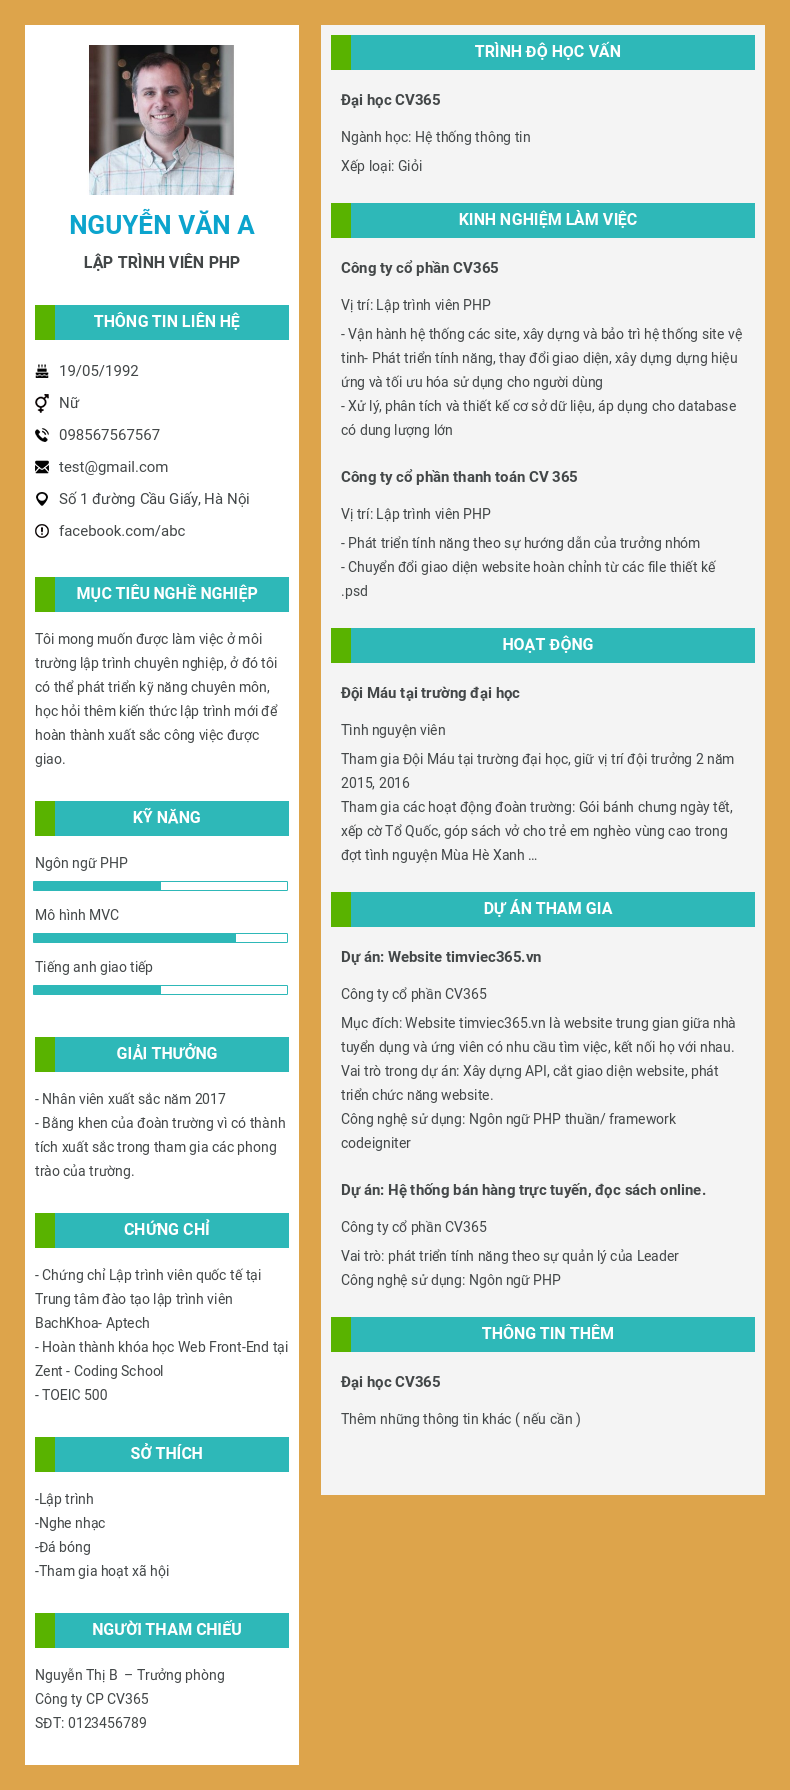 NGUYỄN VĂN A
LẬP TRÌNH VIÊN PHP
THÔNG TIN LIÊN HỆ
19/05/1992
Nữ
098567567567
test@gmail.com
Số 1 đường Cầu Giấy, Hà Nội
facebook.com/abc
MỤC TIÊU NGHỀ NGHIỆP
Tôi mong muốn được làm việc ở môi
trường lập trình chuyên nghiệp, ở đó tôi
có thể phát triển kỹ năng chuyên môn,
học hỏi thêm kiến thức lập trình mới để
hoàn thành xuất sắc công việc được
giao.
KỸ NĂNG
Ngôn ngữ PHP
Mô hình MVC
Tiếng anh giao tiếp
GIẢI THƯỞNG
- Nhân viên xuất sắc năm 2017
- Bằng khen của đoàn trường vì có thành
tích xuất sắc trong tham gia các phong
trào của trường.
CHỨNG CHỈ
- Chứng chỉ Lập trình viên quốc tế tại
Trung tâm đào tạo lập trình viên
BachKhoa- Aptech
- Hoàn thành khóa học Web Front-End tại
Zent - Coding School
- TOEIC 500
SỞ THÍCH
-Lập trình
-Nghe nhạc
-Đá bóng
-Tham gia hoạt xã hội
NGƯỜI THAM CHIẾU
Nguyễn Thị B – Trưởng phòng
Công ty CP CV365
SĐT: 0123456789
TRÌNH ĐỘ HỌC VẤN
Đại học CV365
Ngành học: Hệ thống thông tin
Xếp loại: Giỏi
KINH NGHIỆM LÀM VIỆC
Công ty cổ phần CV365
Vị trí: Lập trình viên PHP
- Vận hành hệ thống các site, xây dựng và bảo trì hệ thống site vệ
tinh- Phát triển tính năng, thay đổi giao diện, xây dựng dựng hiệu
ứng và tối ưu hóa sử dụng cho người dùng
- Xử lý, phân tích và thiết kế cơ sở dữ liệu, áp dụng cho database
có dung lượng lớn
Công ty cổ phần thanh toán CV 365
Vị trí: Lập trình viên PHP
- Phát triển tính năng theo sự hướng dẫn của trưởng nhóm
- Chuyển đổi giao diện website hoàn chỉnh từ các file thiết kế
.psd
HOẠT ĐỘNG
Đội Máu tại trường đại học
Tình nguyện viên
Tham gia Đội Máu tại trường đại học, giữ vị trí đội trưởng 2 năm
2015, 2016
Tham gia các hoạt động đoàn trường: Gói bánh chưng ngày tết,
xếp cờ Tổ Quốc, góp sách vở cho trẻ em nghèo vùng cao trong
đợt tình nguyện Mùa Hè Xanh ...
DỰ ÁN THAM GIA
Dự án: Website timviec365.vn
Công ty cổ phần CV365
Mục đích: Website timviec365.vn là website trung gian giữa nhà
tuyển dụng và ứng viên có nhu cầu tìm việc, kết nối họ với nhau.
Vai trò trong dự án: Xây dựng API, cắt giao diện website, phát
triển chức năng website.
Công nghệ sử dụng: Ngôn ngữ PHP thuần/ framework
codeigniter
Dự án: Hệ thống bán hàng trực tuyến, đọc sách online.
Công ty cổ phần CV365
Vai trò: phát triển tính năng theo sự quản lý của Leader
Công nghệ sử dụng: Ngôn ngữ PHP
THÔNG TIN THÊM
Đại học CV365
Thêm những thông tin khác ( nếu cần )